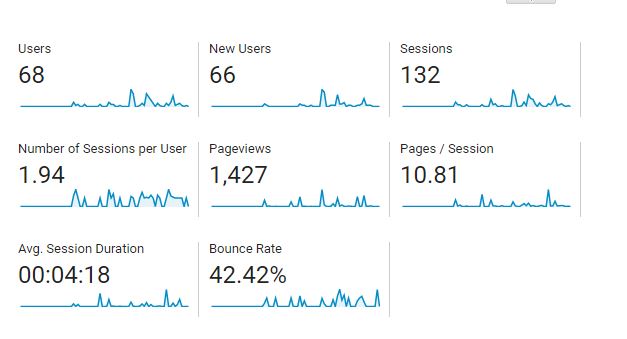 Users
68
New Users
66
Sessions
132
Number of Sessions per User
1.94
Pageviews
1,427
Pages / Session
10.81
Avg. Session Duration
00:04:18
Bounce Rate
42.42%